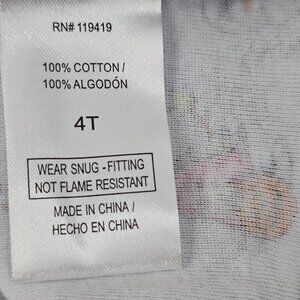 RN# 119419
100% COTTON /
100% ALGODÓN
4T
WEAR SNUG - FITTING
NOT FLAME RESISTANT
MADE IN CHINA /
HECHO EN CHINA